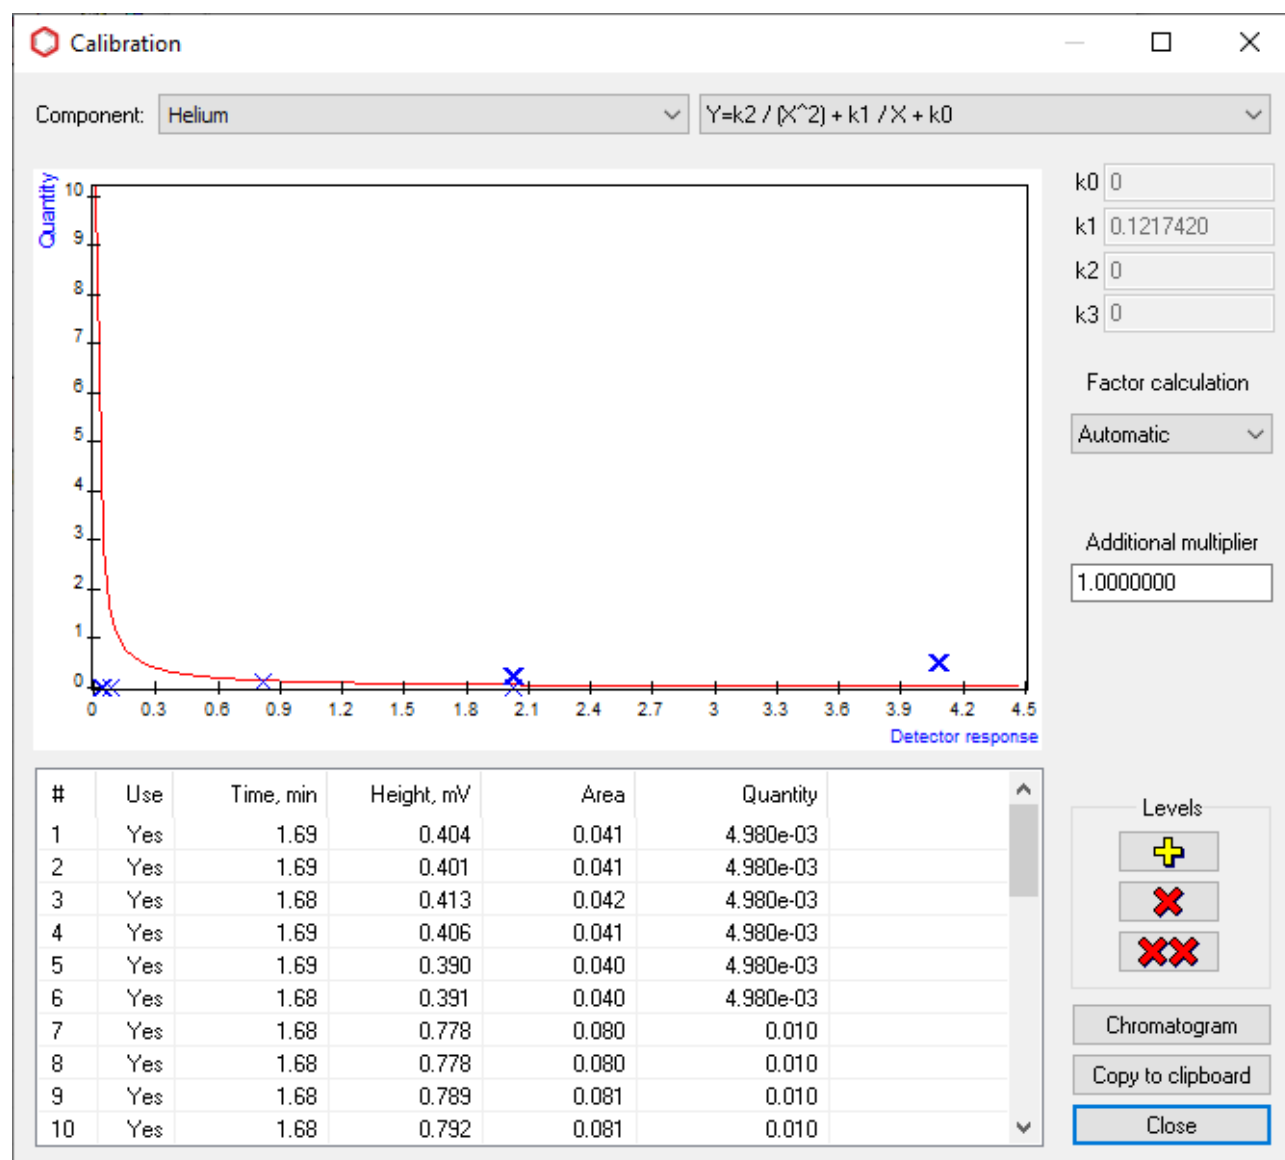 Calibration
Component: Helium Y=k2 / (X^2) + k1 / X + k0
Quantity
10
9
8
7
6
5
4
3
2
1
0
0 0.3 0.6 0.9 1.2 1.5 1.8 2.1 2.4 2.7 3 3.3 3.6 3.9 4.2 4.5
Detector response
k0 0
k1 0.1217420
k2 0
k3 0
Factor calculation
Automatic
Additional multiplier
1.0000000
# Use Time, min Height, mV Area Quantity
1 Yes 1.69 0.404 0.041 4.980e-03
2 Yes 1.69 0.401 0.041 4.980e-03
3 Yes 1.68 0.413 0.042 4.980e-03
4 Yes 1.69 0.406 0.041 4.980e-03
5 Yes 1.69 0.390 0.040 4.980e-03
6 Yes 1.68 0.391 0.040 4.980e-03
7 Yes 1.68 0.778 0.080 0.010
8 Yes 1.68 0.778 0.080 0.010
9 Yes 1.68 0.789 0.081 0.010
10 Yes 1.68 0.792 0.081 0.010
Levels
Chromatogram
Copy to clipboard
Close